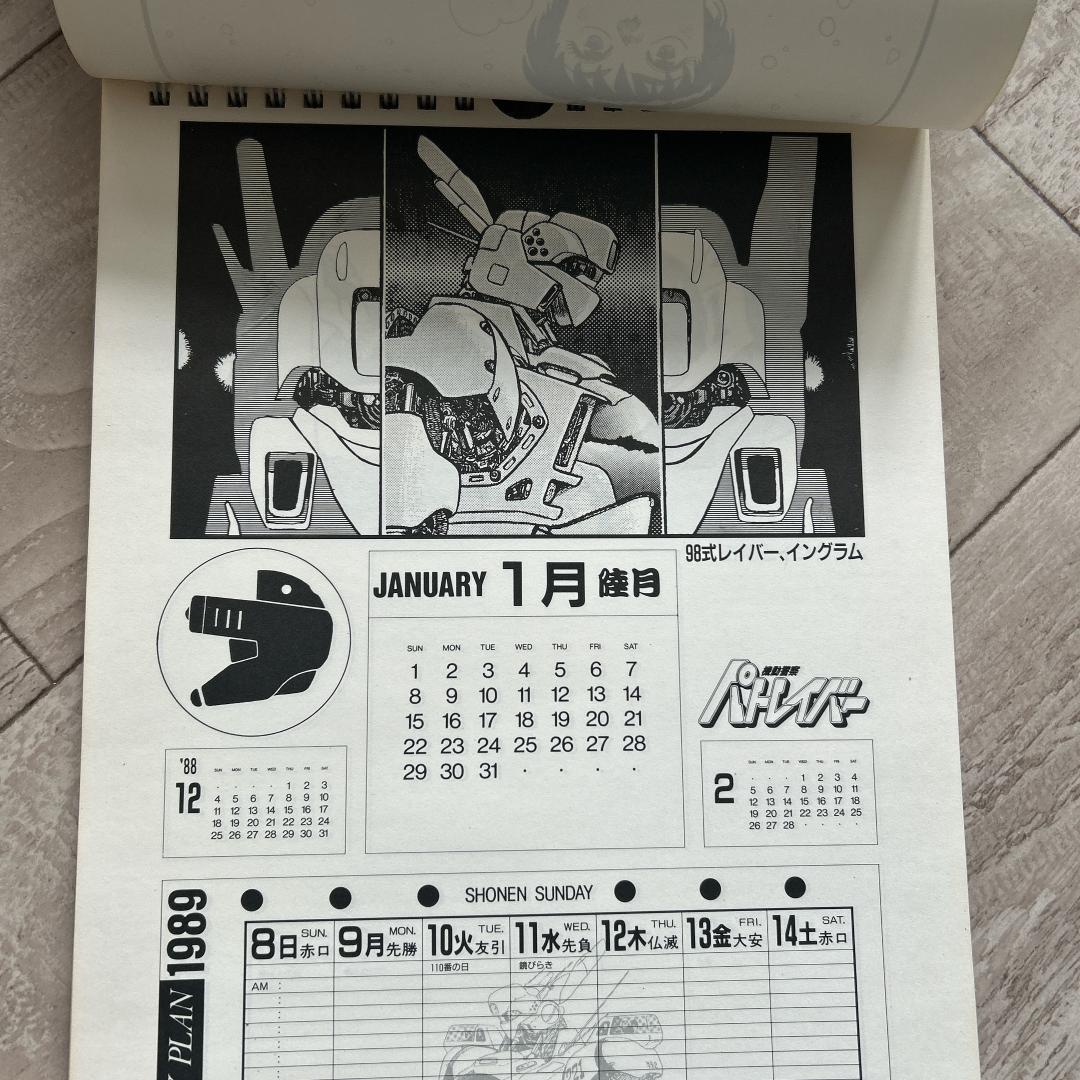 98式レイバー、イングラム
JANUARY 1月 睦月
SUN MON TUE WED THU FRI SAT
1 2 3 4 5 6 7
8 9 10 11 12 13 14
15 16 17 18 19 20 21
22 23 24 25 26 27 28
29 30 31 · · · ·
機動警察
パトレイバー
'88
12
SUN MON TUE WED THU FRI SAT
· · · · 1 2 3
4 5 6 7 8 9 10
11 12 13 14 15 16 17
18 19 20 21 22 23 24
25 26 27 28 29 30 31
2
SUN MON TUE WED THU FRI SAT
· · · 1 2 3 4
5 6 7 8 9 10 11
12 13 14 15 16 17 18
19 20 21 22 23 24 25
26 27 28 · · · ·
SHONEN SUNDAY
PLAN 1989
8日 SUN. 赤口
9月 MON. 先勝
10火 TUE. 友引
11水 WED. 先負
12木 THU. 仏滅
13金 FRI. 大安
14土 SAT. 赤口
110番の日
鏡びらき
AM :